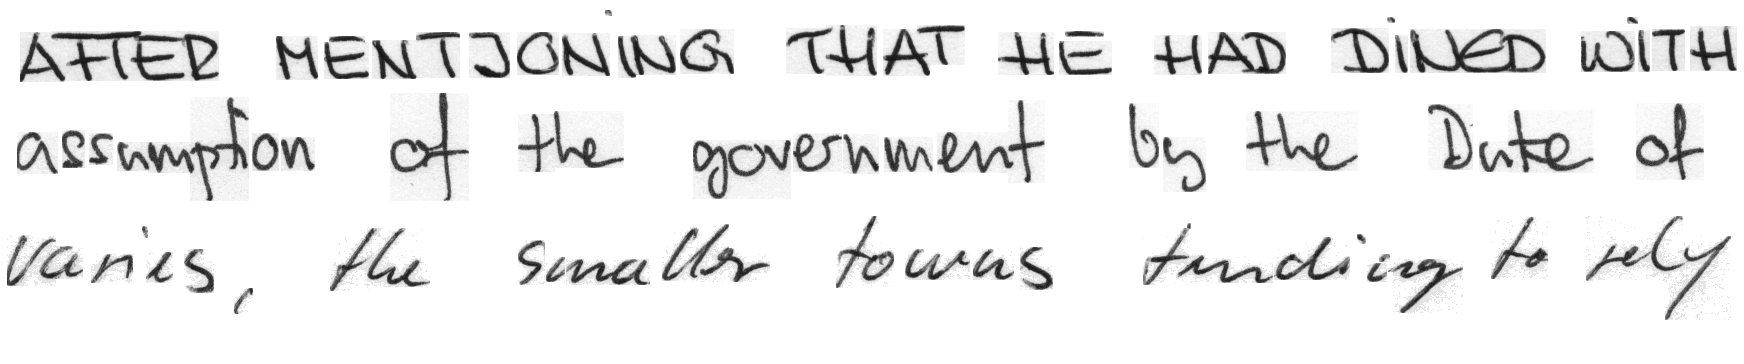 AFTER MENTJONING THAT HE HAD DINED WITH
assumption of the government by the Duke of
varies, the smaller towns tending to rely